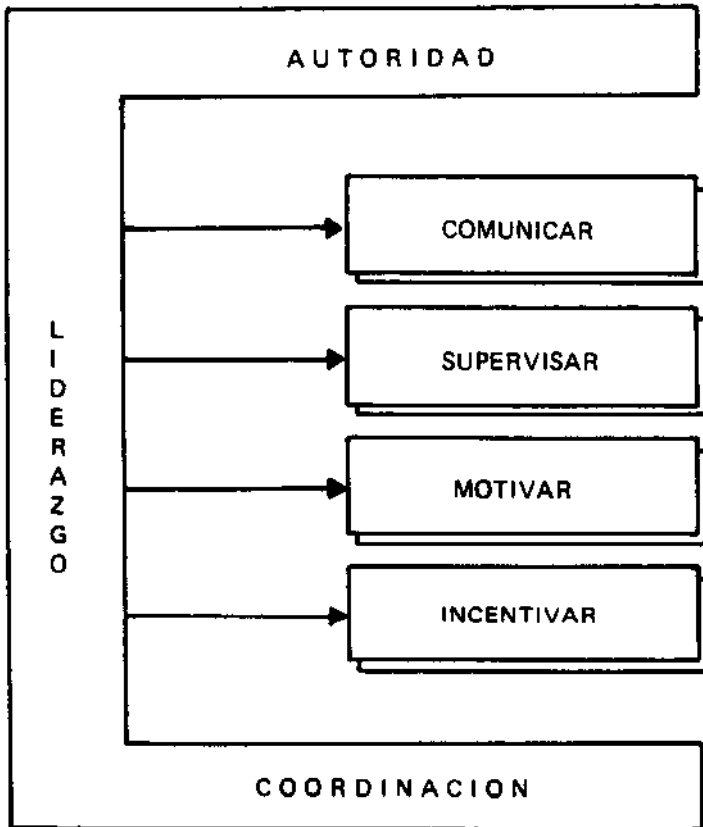 AUTORIDAD
COMUNICAR
SUPERVISAR
LIDERAZGO
MOTIVAR
INCENTIVAR
COORDINACION